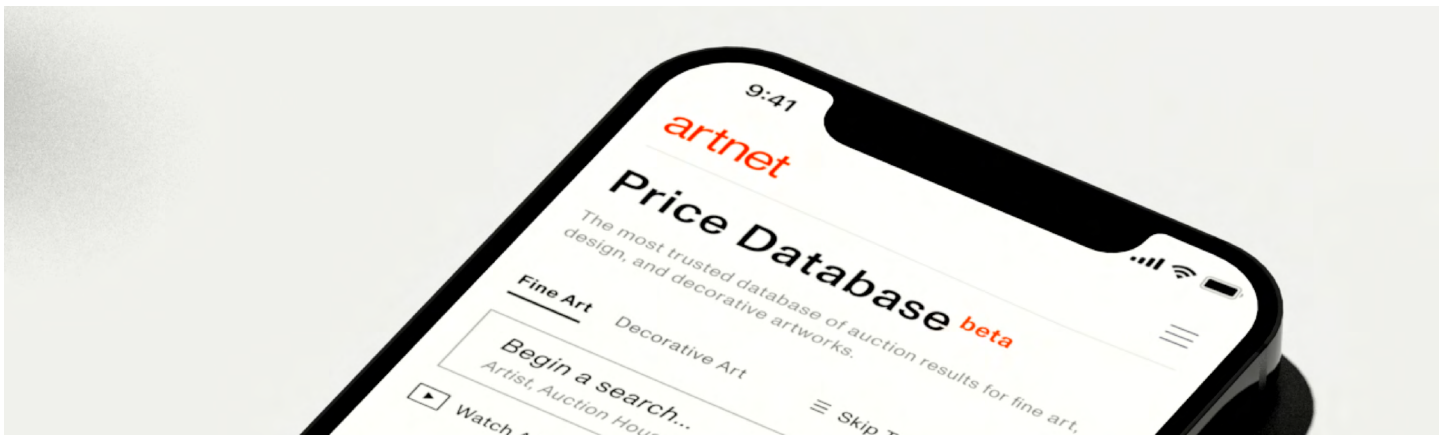 9:41
artnet
Price Database beta
The most trusted database of auction results for fine art,
design, and decorative artworks.
Fine Art Decorative Art
Begin a search...
Artist, Auction
Skip
Watch